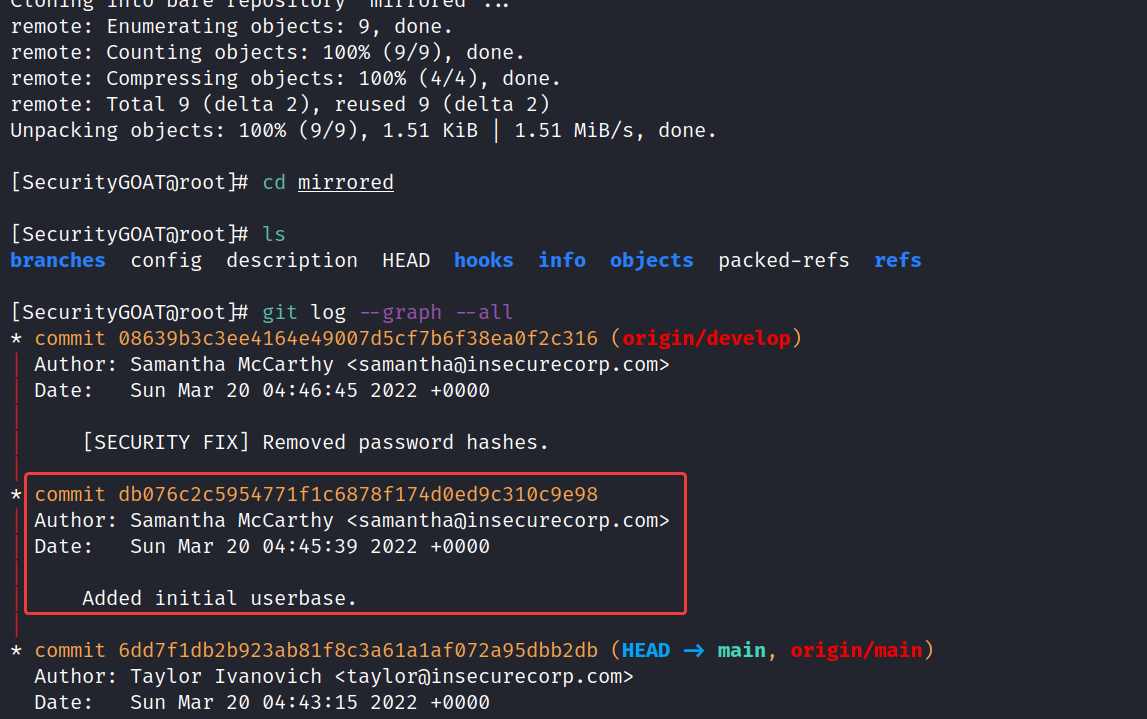 Cloning into bare repository 'mirrored'...
remote: Enumerating objects: 9, done.
remote: Counting objects: 100% (9/9), done.
remote: Compressing objects: 100% (4/4), done.
remote: Total 9 (delta 2), reused 9 (delta 2)
Unpacking objects: 100% (9/9), 1.51 KiB | 1.51 MiB/s, done.
[SecurityGOAT@root]# cd mirrored
[SecurityGOAT@root]# ls
branches config description HEAD hooks info objects packed-refs refs
[SecurityGOAT@root]# git log --graph --all
* commit 08639b3c3ee4164e49007d5cf7b6f38ea0f2c316 (origin/develop)
| Author: Samantha McCarthy <samantha@insecurecorp.com>
| Date: Sun Mar 20 04:46:45 2022 +0000
|
| [SECURITY FIX] Removed password hashes.
|
* commit db076c2c5954771f1c6878f174d0ed9c310c9e98
| Author: Samantha McCarthy <samantha@insecurecorp.com>
| Date: Sun Mar 20 04:45:39 2022 +0000
|
| Added initial userbase.
|
* commit 6dd7f1db2b923ab81f8c3a61a1af072a95dbb2db (HEAD -> main, origin/main)
Author: Taylor Ivanovich <taylor@insecurecorp.com>
Date: Sun Mar 20 04:43:15 2022 +0000